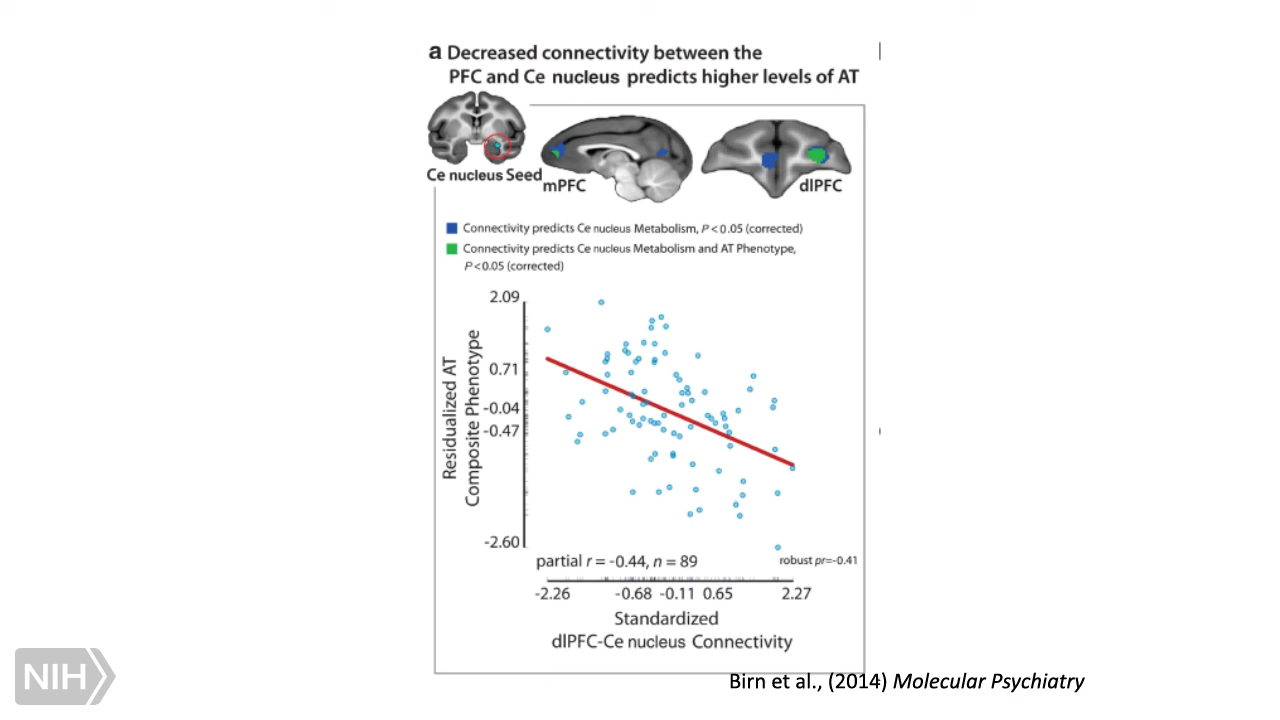 a Decreased connectivity between the
PFC and Ce nucleus predicts higher levels of AT
Ce nucleus Seed
mPFC
dlPFC
Connectivity predicts Ce nucleus Metabolism, P < 0.05 (corrected)
Connectivity predicts Ce nucleus Metabolism and AT Phenotype,
P<0.05 (corrected)
Residualized AT
Composite Phenotype
2.09
0.71
-0.04
-0.47
-2.60
partial r = -0.44, n = 89
robust pr=-0.41
-2.26 -0.68 -0.11 0.65 2.27
Standardized
dlPFC-Ce nucleus Connectivity
NIH
Birn et al., (2014) Molecular Psychiatry